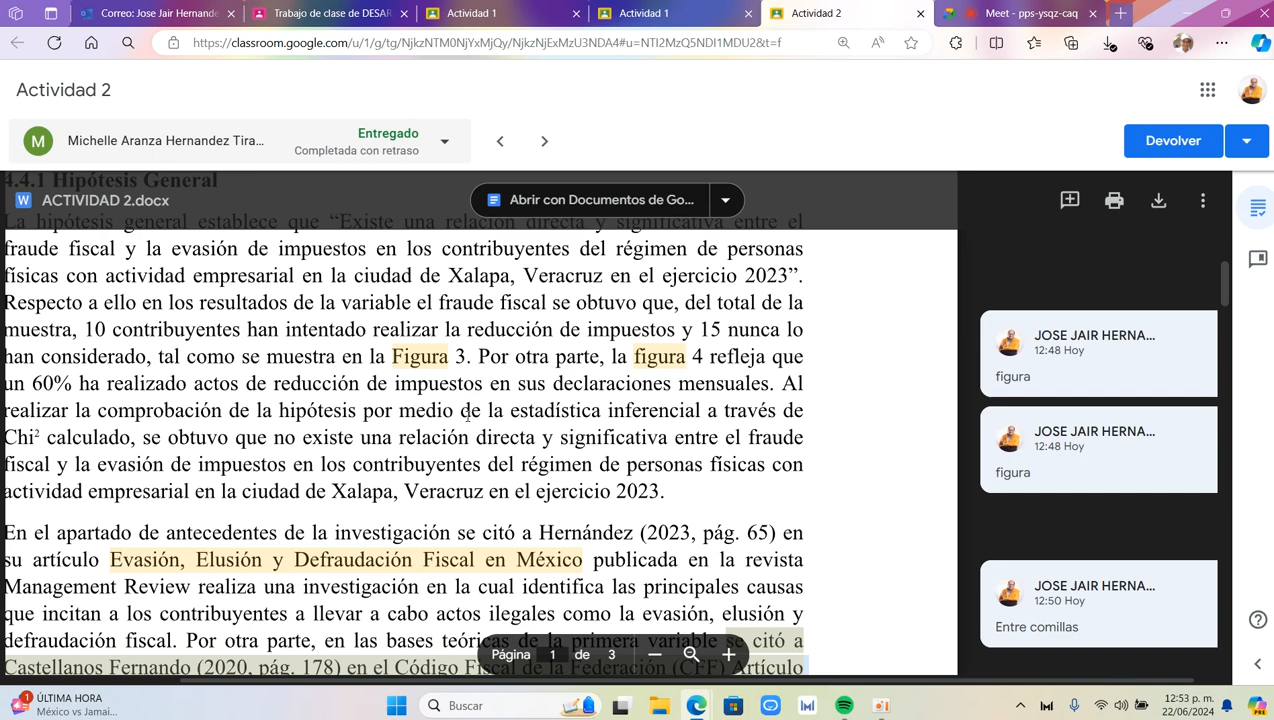 Correo: Jose Jair Hernande
Trabajo de clase de DESAR
Actividad 1
Actividad 1
Actividad 2
Meet - pps-ysqz-caq
https://classroom.google.com/u/1/g/tg/NjkzNTM0NjYxMjQy/NjkzNjExMzU3NDA4#u=NTI2MzQ5NDI1MDU2&t=f
Actividad 2
M
Michelle Aranza Hernandez Tira...
Entregado
Completada con retraso
Devolver
4.4.1 Hipótesis General
W ACTIVIDAD 2.docx
Abrir con Documentos de Go...
La hipótesis general establece que “Existe una relación directa y significativa entre el
fraude fiscal y la evasión de impuestos en los contribuyentes del régimen de personas
físicas con actividad empresarial en la ciudad de Xalapa, Veracruz en el ejercicio 2023”.
Respecto a ello en los resultados de la variable el fraude fiscal se obtuvo que, del total de la
muestra, 10 contribuyentes han intentado realizar la reducción de impuestos y 15 nunca lo
han considerado, tal como se muestra en la Figura 3. Por otra parte, la figura 4 refleja que
un 60% ha realizado actos de reducción de impuestos en sus declaraciones mensuales. Al
realizar la comprobación de la hipótesis por medio de la estadística inferencial a través de
Chi² calculado, se obtuvo que no existe una relación directa y significativa entre el fraude
fiscal y la evasión de impuestos en los contribuyentes del régimen de personas físicas con
actividad empresarial en la ciudad de Xalapa, Veracruz en el ejercicio 2023.
En el apartado de antecedentes de la investigación se citó a Hernández (2023, pág. 65) en
su artículo Evasión, Elusión y Defraudación Fiscal en México publicada en la revista
Management Review realiza una investigación en la cual identifica las principales causas
que incitan a los contribuyentes a llevar a cabo actos ilegales como la evasión, elusión y
defraudación fiscal. Por otra parte, en las bases teóricas de la primera variable se citó a
Castellanos Fernando (2020, pág. 178) en el Código Fiscal de la Federación (CFF) Artículo
Página 1 de 3
JOSE JAIR HERNA...
12:48 Hoy
figura
JOSE JAIR HERNA...
12:48 Hoy
figura
JOSE JAIR HERNA...
12:50 Hoy
Entre comillas
1
ÚLTIMA HORA
México vs Jamai...
Buscar
12:53 p. m.
22/06/2024
PRE